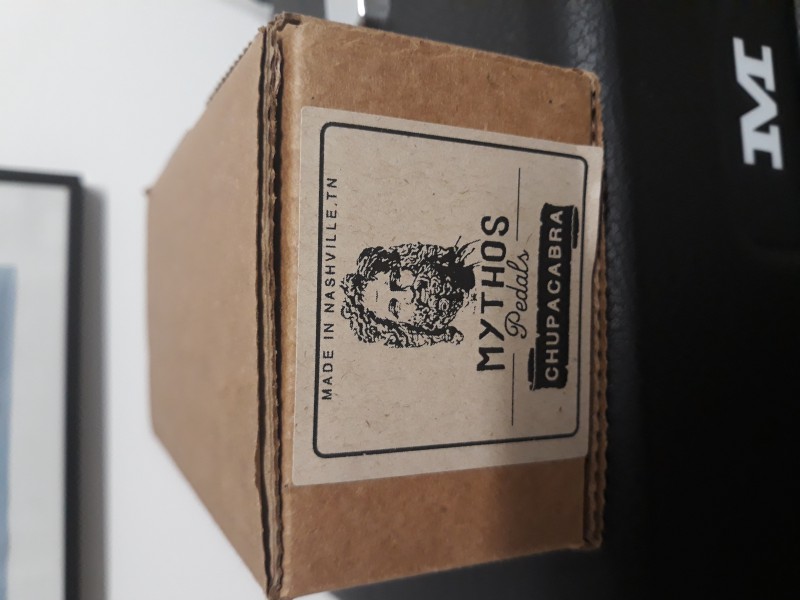 MADE IN NASHVILLE.TN
MYTHOS
Pedals
CHUPACABRA
M